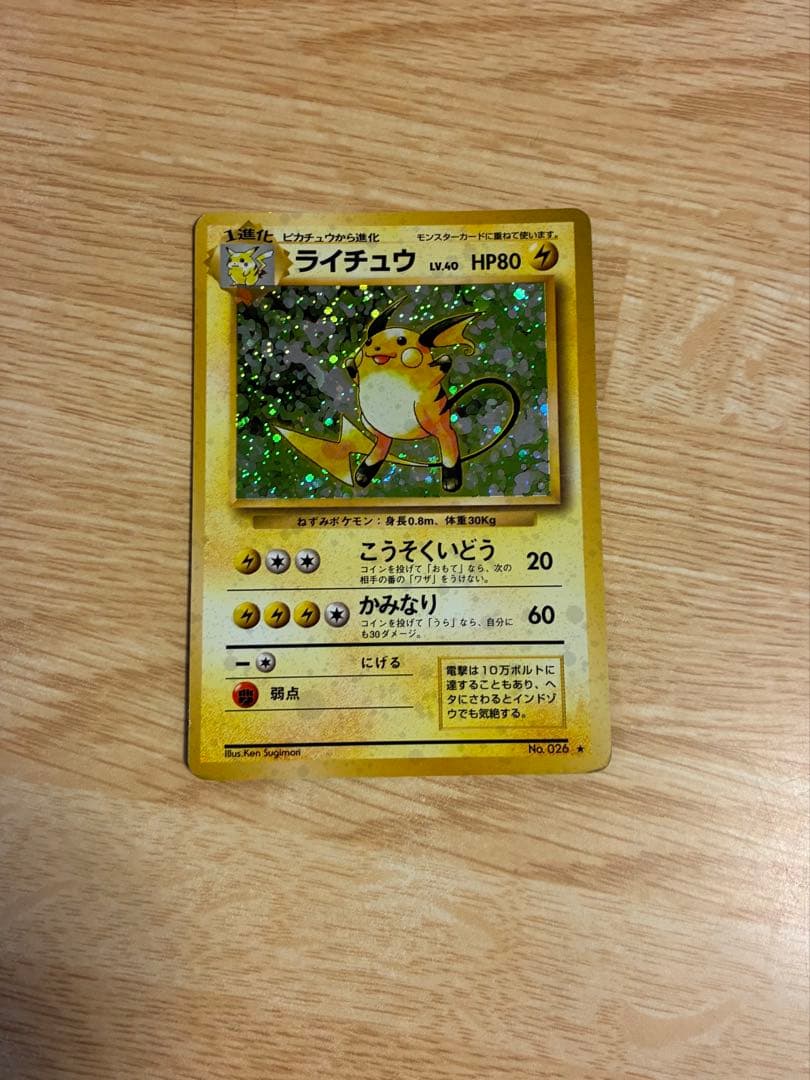 1進化 ピカチュウから進化 モンスターカードに重ねて使います。
ライチュウ LV.40 HP80
ねずみポケモン：身長0.8m、体重30Kg
こうそくいどう 20
コインを投げて「おもて」なら、次の
相手の番の「ワザ」をうけない。
かみなり 60
コインを投げて「うら」なら、自分に
も30ダメージ。
にげる
弱点
電撃は10万ボルトに
達することもあり、ヘ
タにさわるとインドゾ
ウでも気絶する。
Illus. Ken Sugimori No. 026 ★